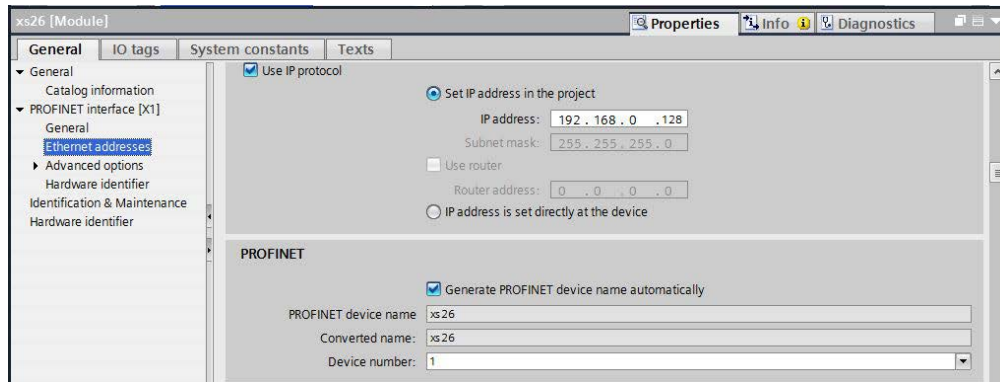 xs26 [Module]
Properties
Info
Diagnostics
General
IO tags
System constants
Texts
General
Catalog information
PROFINET interface [X1]
General
Ethernet addresses
Advanced options
Hardware identifier
Identification & Maintenance
Hardware identifier
Use IP protocol
Set IP address in the project
IP address: 192 . 168 . 0 . 128
Subnet mask: 255 . 255 . 255 . 0
Use router
Router address: 0 . 0 . 0 . 0
IP address is set directly at the device
PROFINET
Generate PROFINET device name automatically
PROFINET device name xs26
Converted name: xs26
Device number: 1